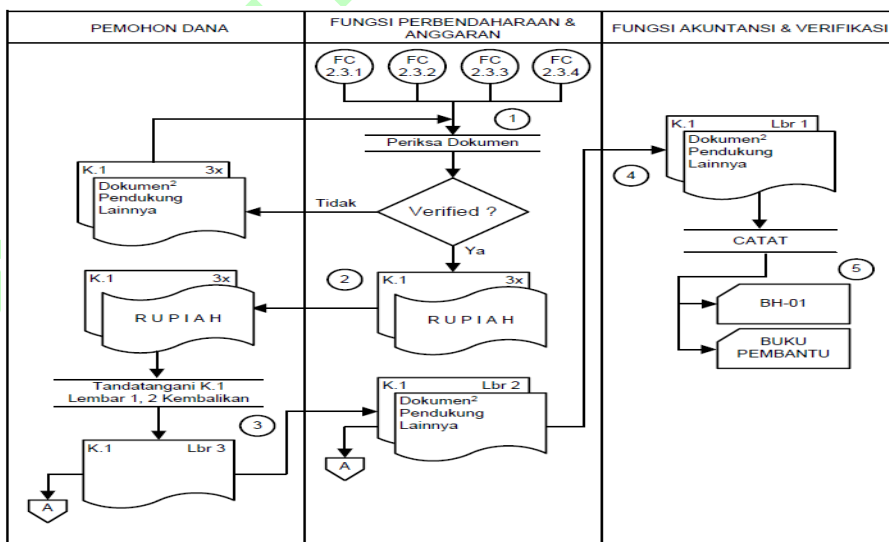 PEMOHON DANA
FUNGSI PERBENDAHARAAN &
ANGGARAN
FUNGSI AKUNTANSI & VERIFIKASI
FC
2.3.1
FC
2.3.2
FC
2.3.3
FC
2.3.4
1
Periksa Dokumen
K.1 3x
Dokumen²
Pendukung
Lainnya
Tidak
Verified ?
Ya
K.1 Lbr 1
Dokumen²
Pendukung
Lainnya
4
CATAT
5
BH-01
BUKU
PEMBANTU
K.1 3x
R U P I A H
2
K.1 3x
R U P I A H
Tandatangani K.1
Lembar 1, 2 Kembalikan
3
K.1 Lbr 3
A
K.1 Lbr 2
Dokumen²
Pendukung
Lainnya
A